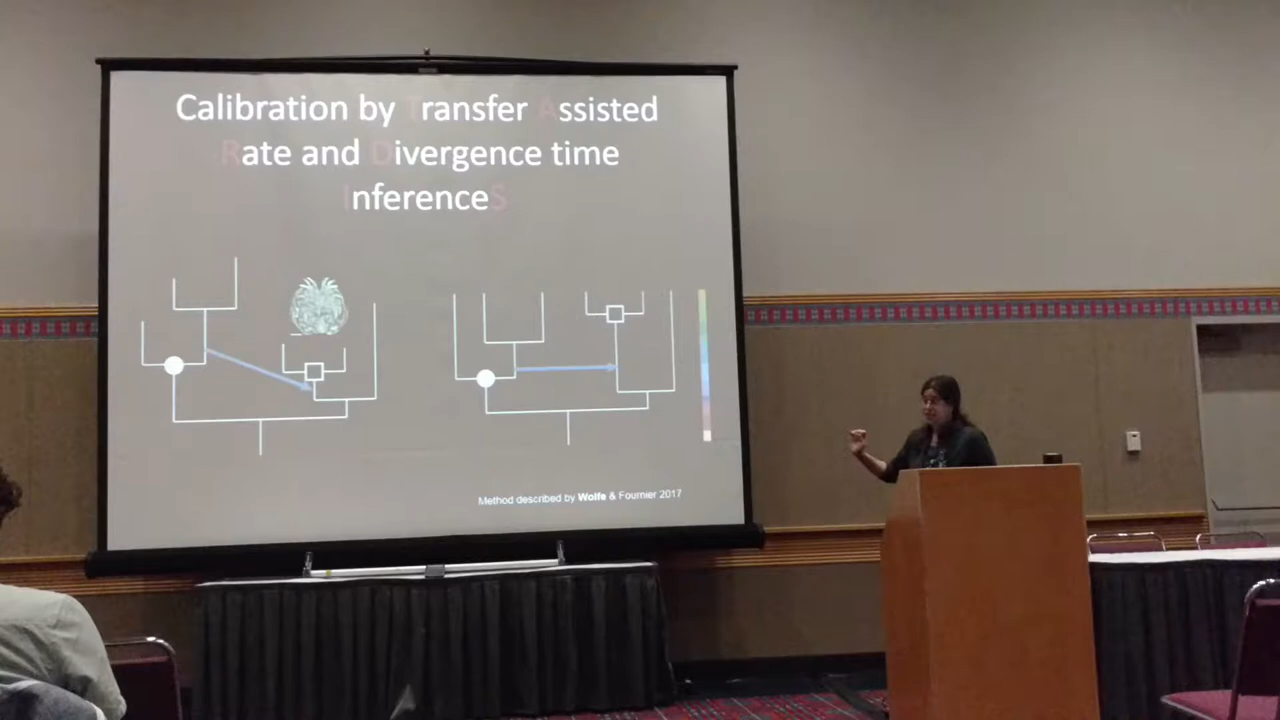 Calibration by Transfer Assisted
Rate and Divergence time
InferenceS
Method described by Wolfe & Fournier 2017